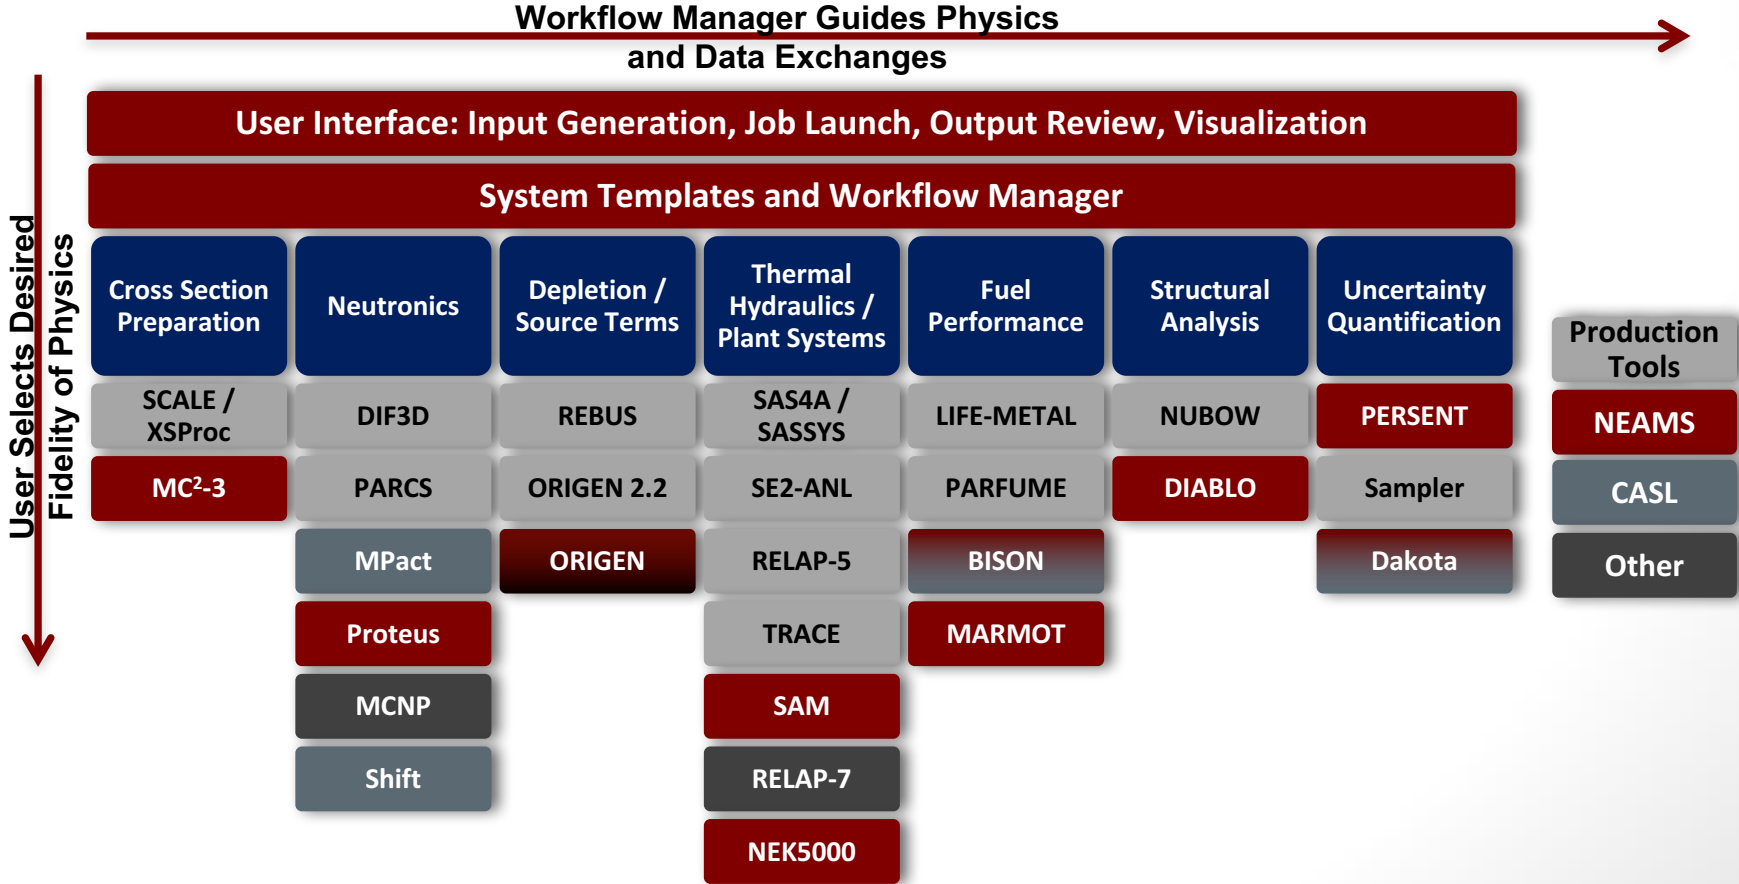 Workflow Manager Guides Physics
and Data Exchanges
User Selects Desired
Fidelity of Physics
User Interface: Input Generation, Job Launch, Output Review, Visualization
System Templates and Workflow Manager
Cross Section
Preparation
Neutronics
Depletion /
Source Terms
Thermal
Hydraulics /
Plant Systems
Fuel
Performance
Structural
Analysis
Uncertainty
Quantification
SCALE /
XSProc
DIF3D
REBUS
SAS4A /
SASSYS
LIFE-METAL
NUBOW
PERSENT
MC²-3
PARCS
ORIGEN 2.2
SE2-ANL
PARFUME
DIABLO
Sampler
MPact
ORIGEN
RELAP-5
BISON
Dakota
Proteus
TRACE
MARMOT
MCNP
SAM
Shift
RELAP-7
NEK5000
Production
Tools
NEAMS
CASL
Other